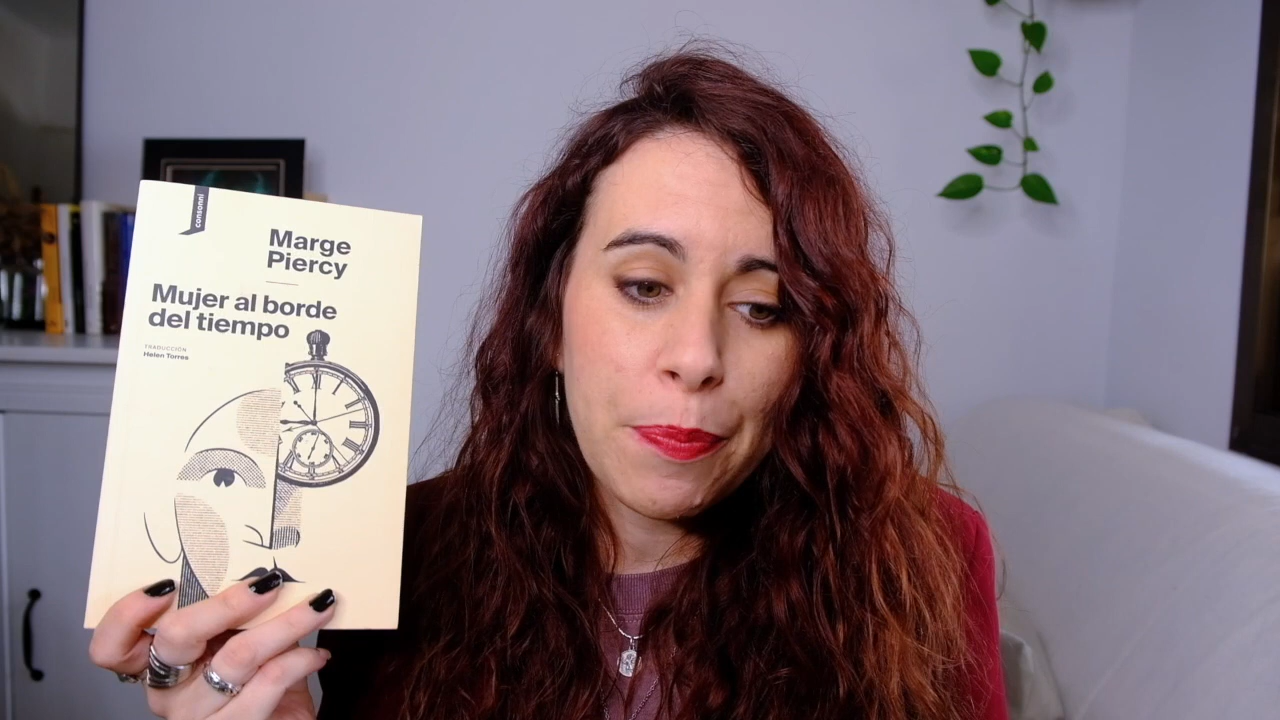 consonni
Marge
Piercy
Mujer al borde
del tiempo
TRADUCCIÓN
Helen Torres